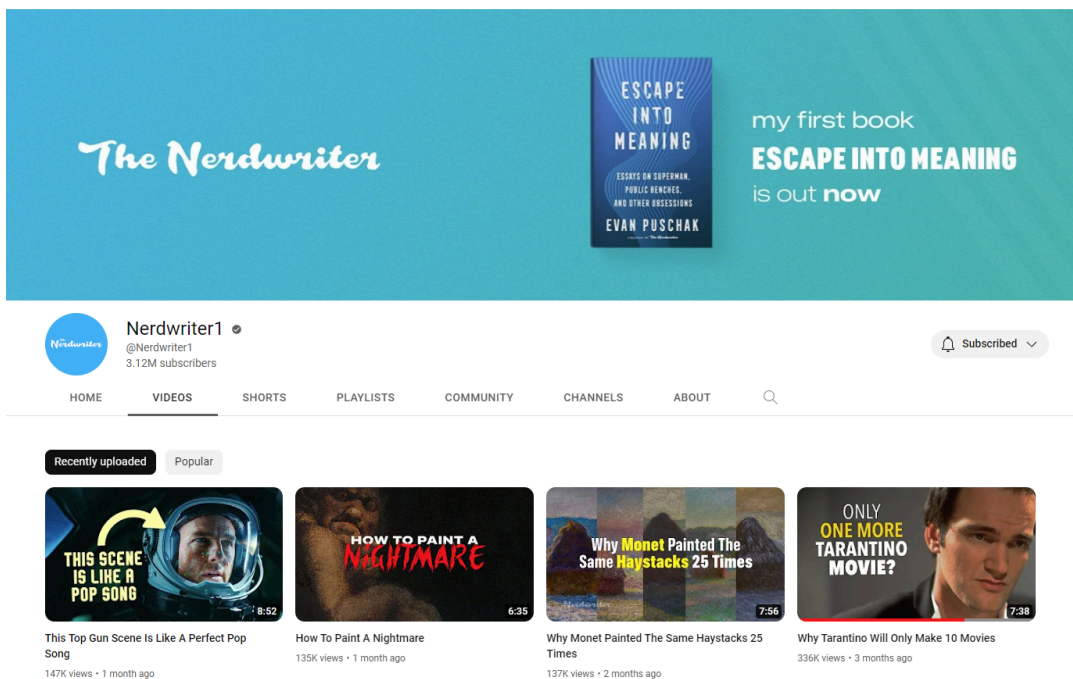 The Nerdwriter
ESCAPE
INTO
MEANING
ESSAYS ON SUPERMAN,
PUBLIC BENCHES,
AND OTHER OBSESSIONS
EVAN PUSCHAK
my first book
ESCAPE INTO MEANING
is out now
The Nerdwriter
Nerdwriter1
@Nerdwriter1
3.12M subscribers
Subscribed
HOME VIDEOS SHORTS PLAYLISTS COMMUNITY CHANNELS ABOUT
Recently uploaded Popular
THIS SCENE
IS LIKE A
POP SONG
8:52
HOW TO PAINT A
NIGHTMARE
6:35
Why Monet Painted The
Same Haystacks 25 Times
Nerdwriter
7:56
ONLY
ONE MORE
TARANTINO
MOVIE?
7:38
This Top Gun Scene Is Like A Perfect Pop
Song
147K views • 1 month ago
How To Paint A Nightmare
135K views • 1 month ago
Why Monet Painted The Same Haystacks 25
Times
137K views • 2 months ago
Why Tarantino Will Only Make 10 Movies
336K views • 3 months ago